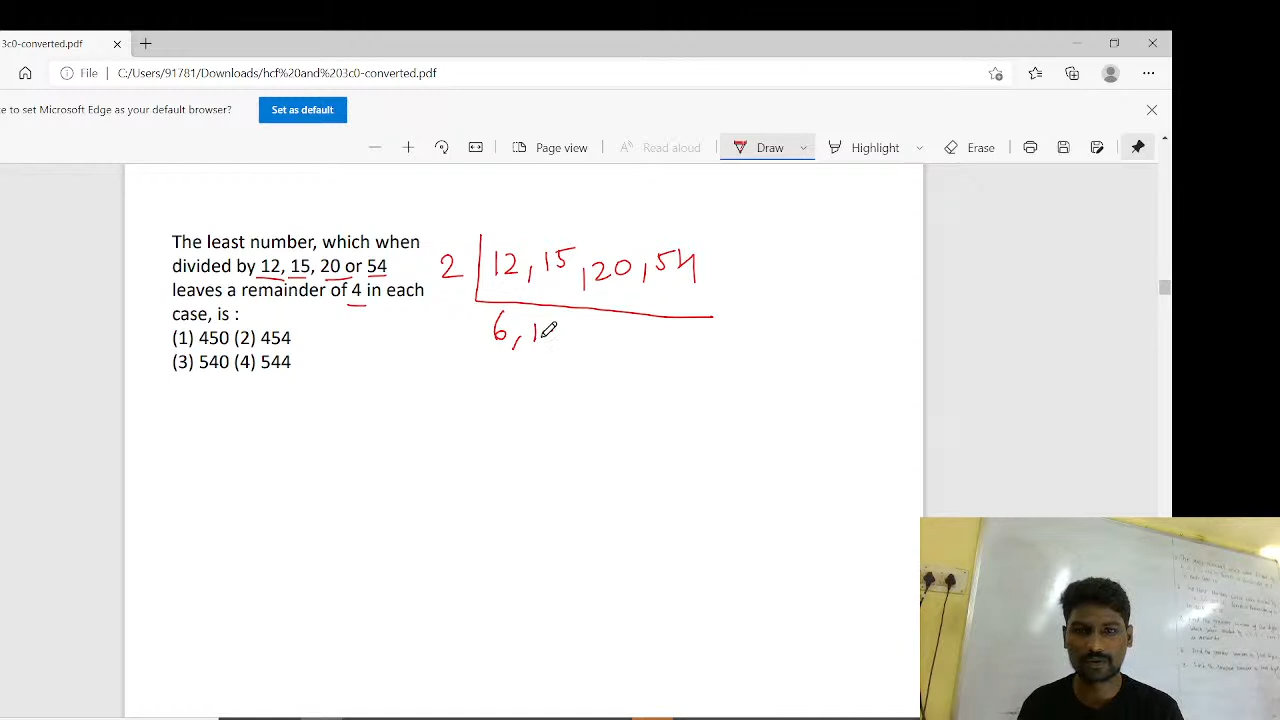 3c0-converted.pdf
File C:/Users/91781/Downloads/hcf%20and%203c0-converted.pdf
e to set Microsoft Edge as your default browser? Set as default
Page view Read aloud Draw Highlight Erase
The least number, which when
divided by 12, 15, 20 or 54
leaves a remainder of 4 in each
case, is :
(1) 450 (2) 454
(3) 540 (4) 544
2 12, 15, 20, 54
6, 1